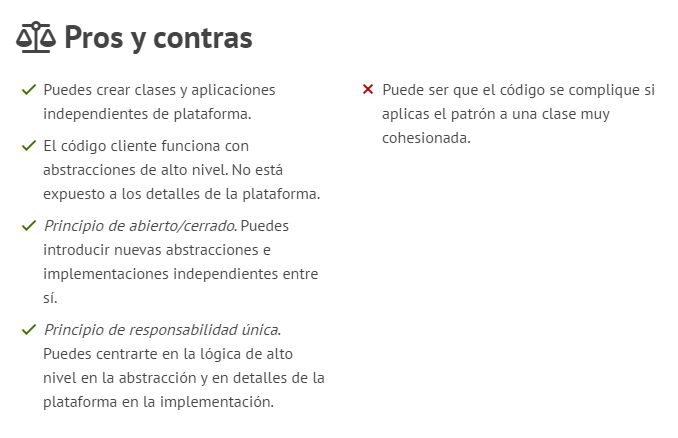 Pros y contras
Puedes crear clases y aplicaciones
independientes de plataforma.
El código cliente funciona con
abstracciones de alto nivel. No está
expuesto a los detalles de la plataforma.
Principio de abierto/cerrado. Puedes
introducir nuevas abstracciones e
implementaciones independientes entre
sí.
Principio de responsabilidad única.
Puedes centrarte en la lógica de alto
nivel en la abstracción y en detalles de la
plataforma en la implementación.
Puede ser que el código se complique si
aplicas el patrón a una clase muy
cohesionada.